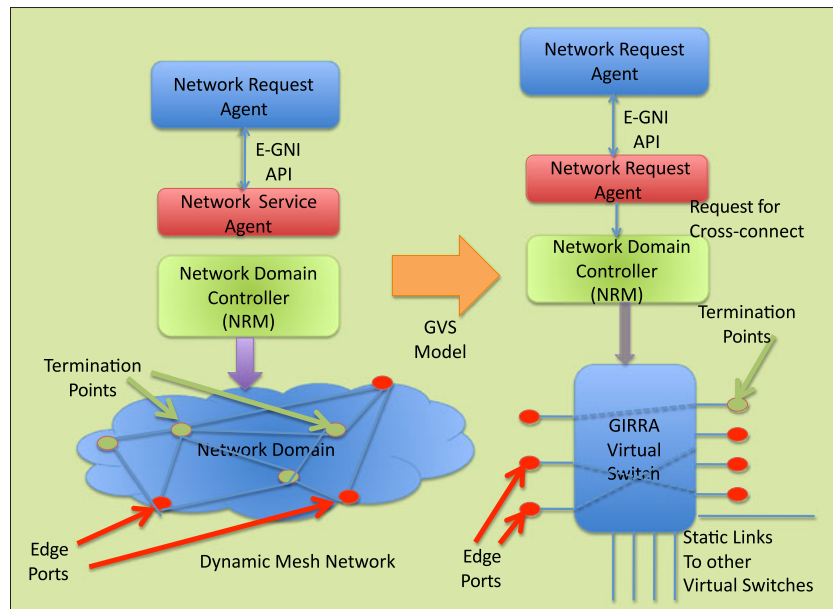 Network Request
Agent
E-GNI
API
Network Service
Agent
Network Domain
Controller
(NRM)
Termination
Points
Network Domain
Edge
Ports
Dynamic Mesh Network
GVS
Model
Network Request
Agent
E-GNI
API
Network Request
Agent
Request for
Cross-connect
Network Domain
Controller
(NRM)
Termination
Points
GIRRA
Virtual
Switch
Edge
Ports
Static Links
To other
Virtual Switches